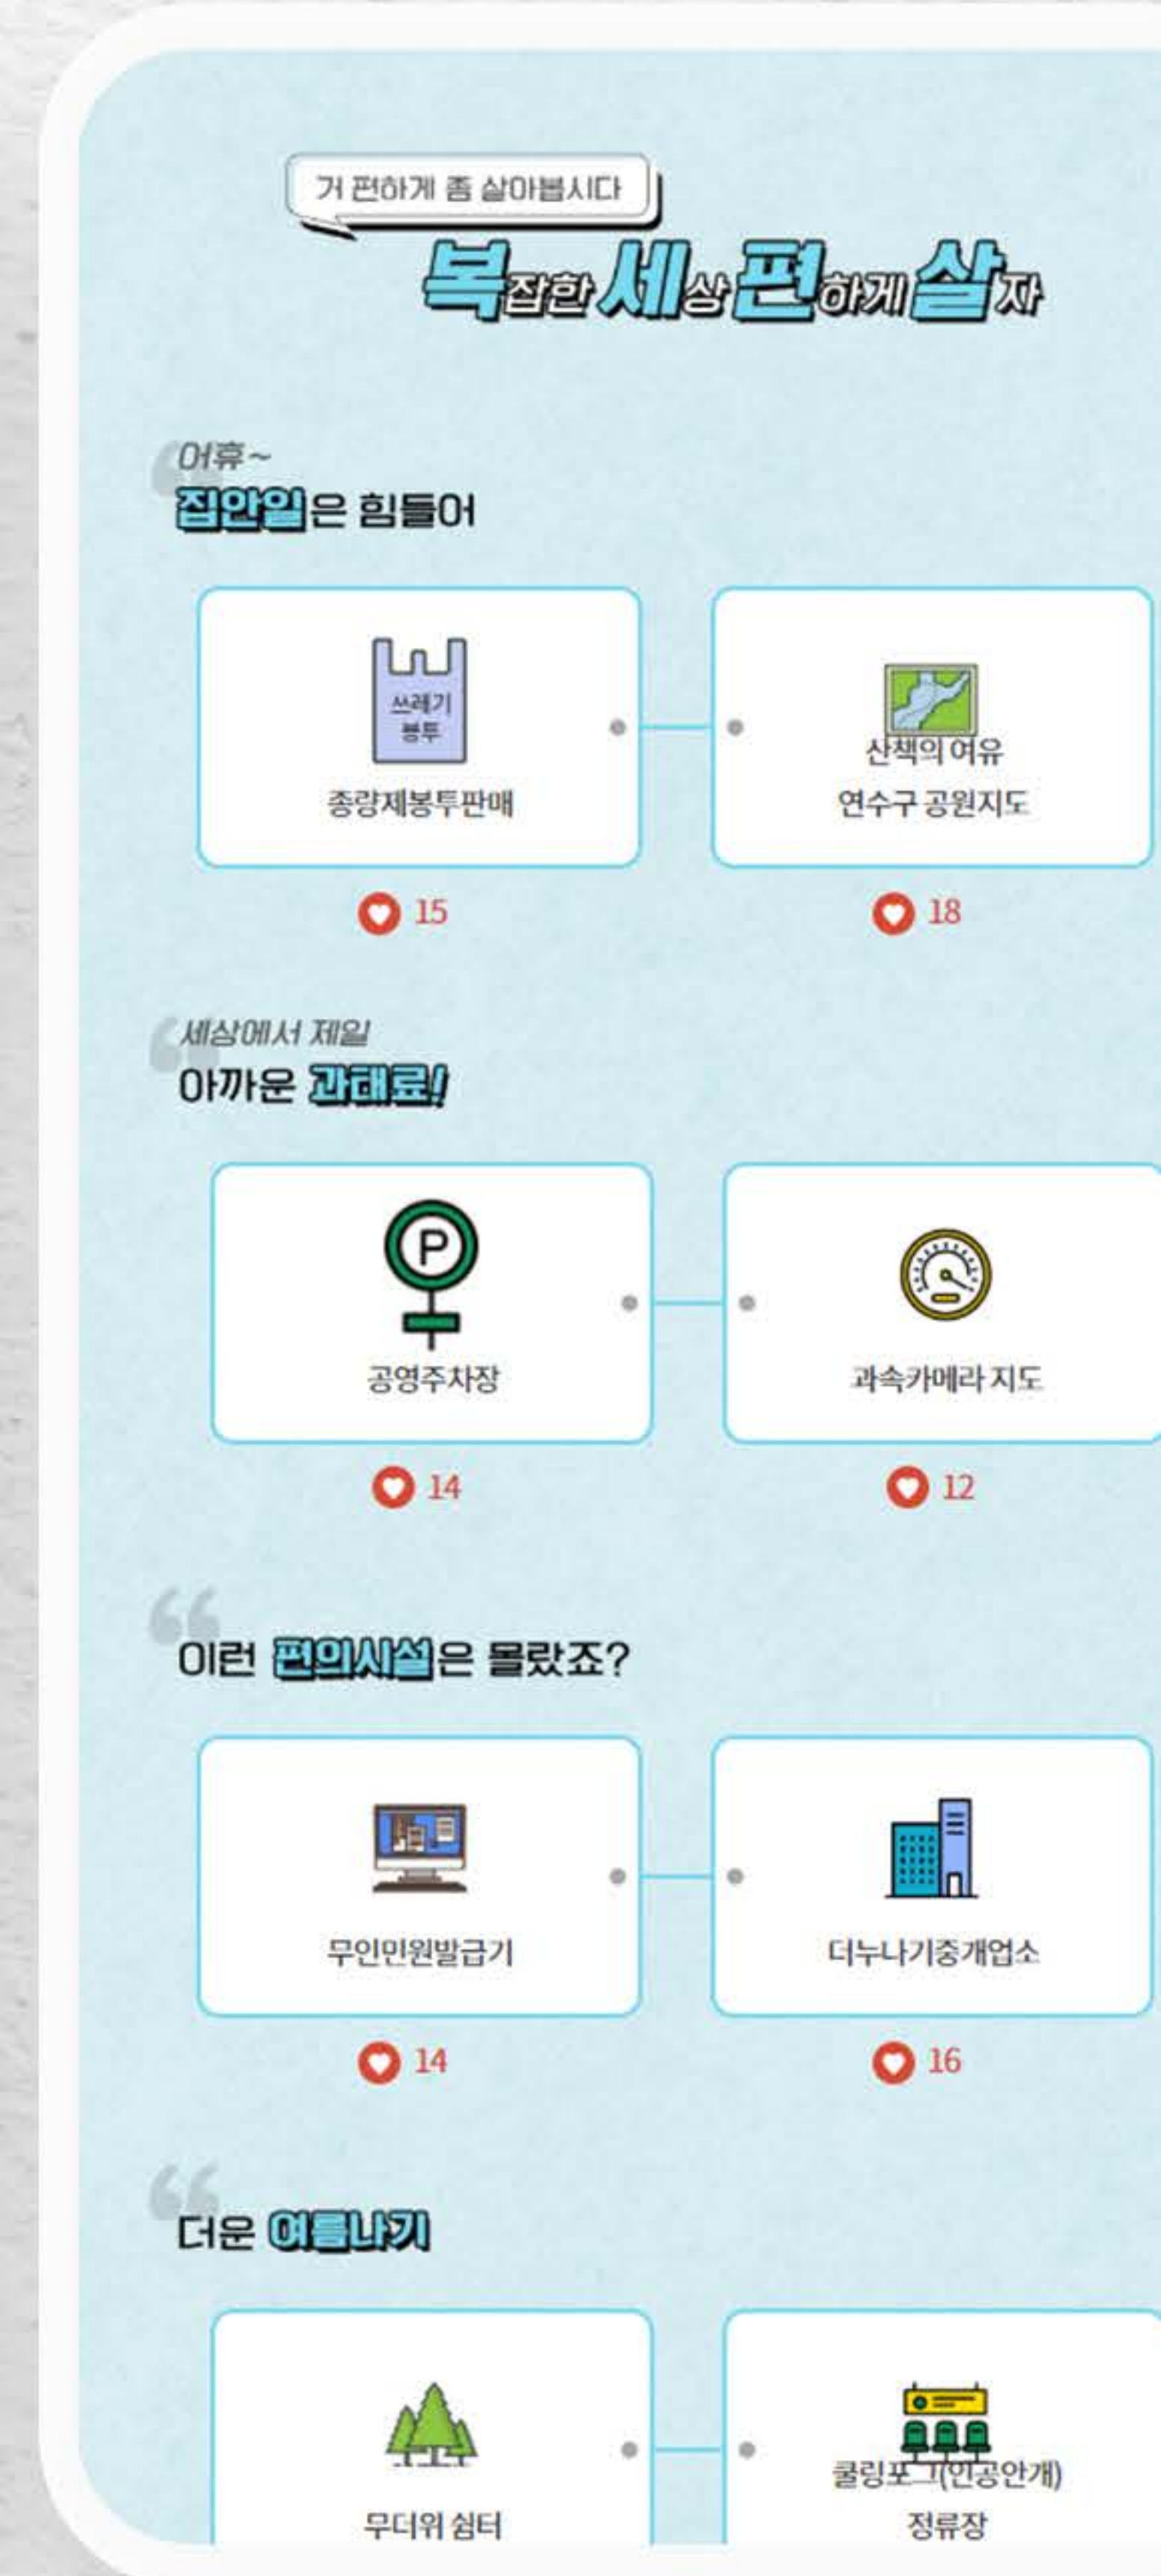 거 편하게 좀 살아봅시다
복잡한 세상 편하게 살자
어휴~
집안일은 힘들어
쓰레기
봉투
종량제봉투판매
산책의 여유
연수구 공원지도
15
18
세상에서 제일
아까운 과태료!
P
공영주차장
과속카메라 지도
14
12
이런 편의시설은 몰랐죠?
무인민원발급기
더누나기중개업소
14
16
더운 여름나기
무더위 쉼터
쿨링포그(인공안개)
정류장